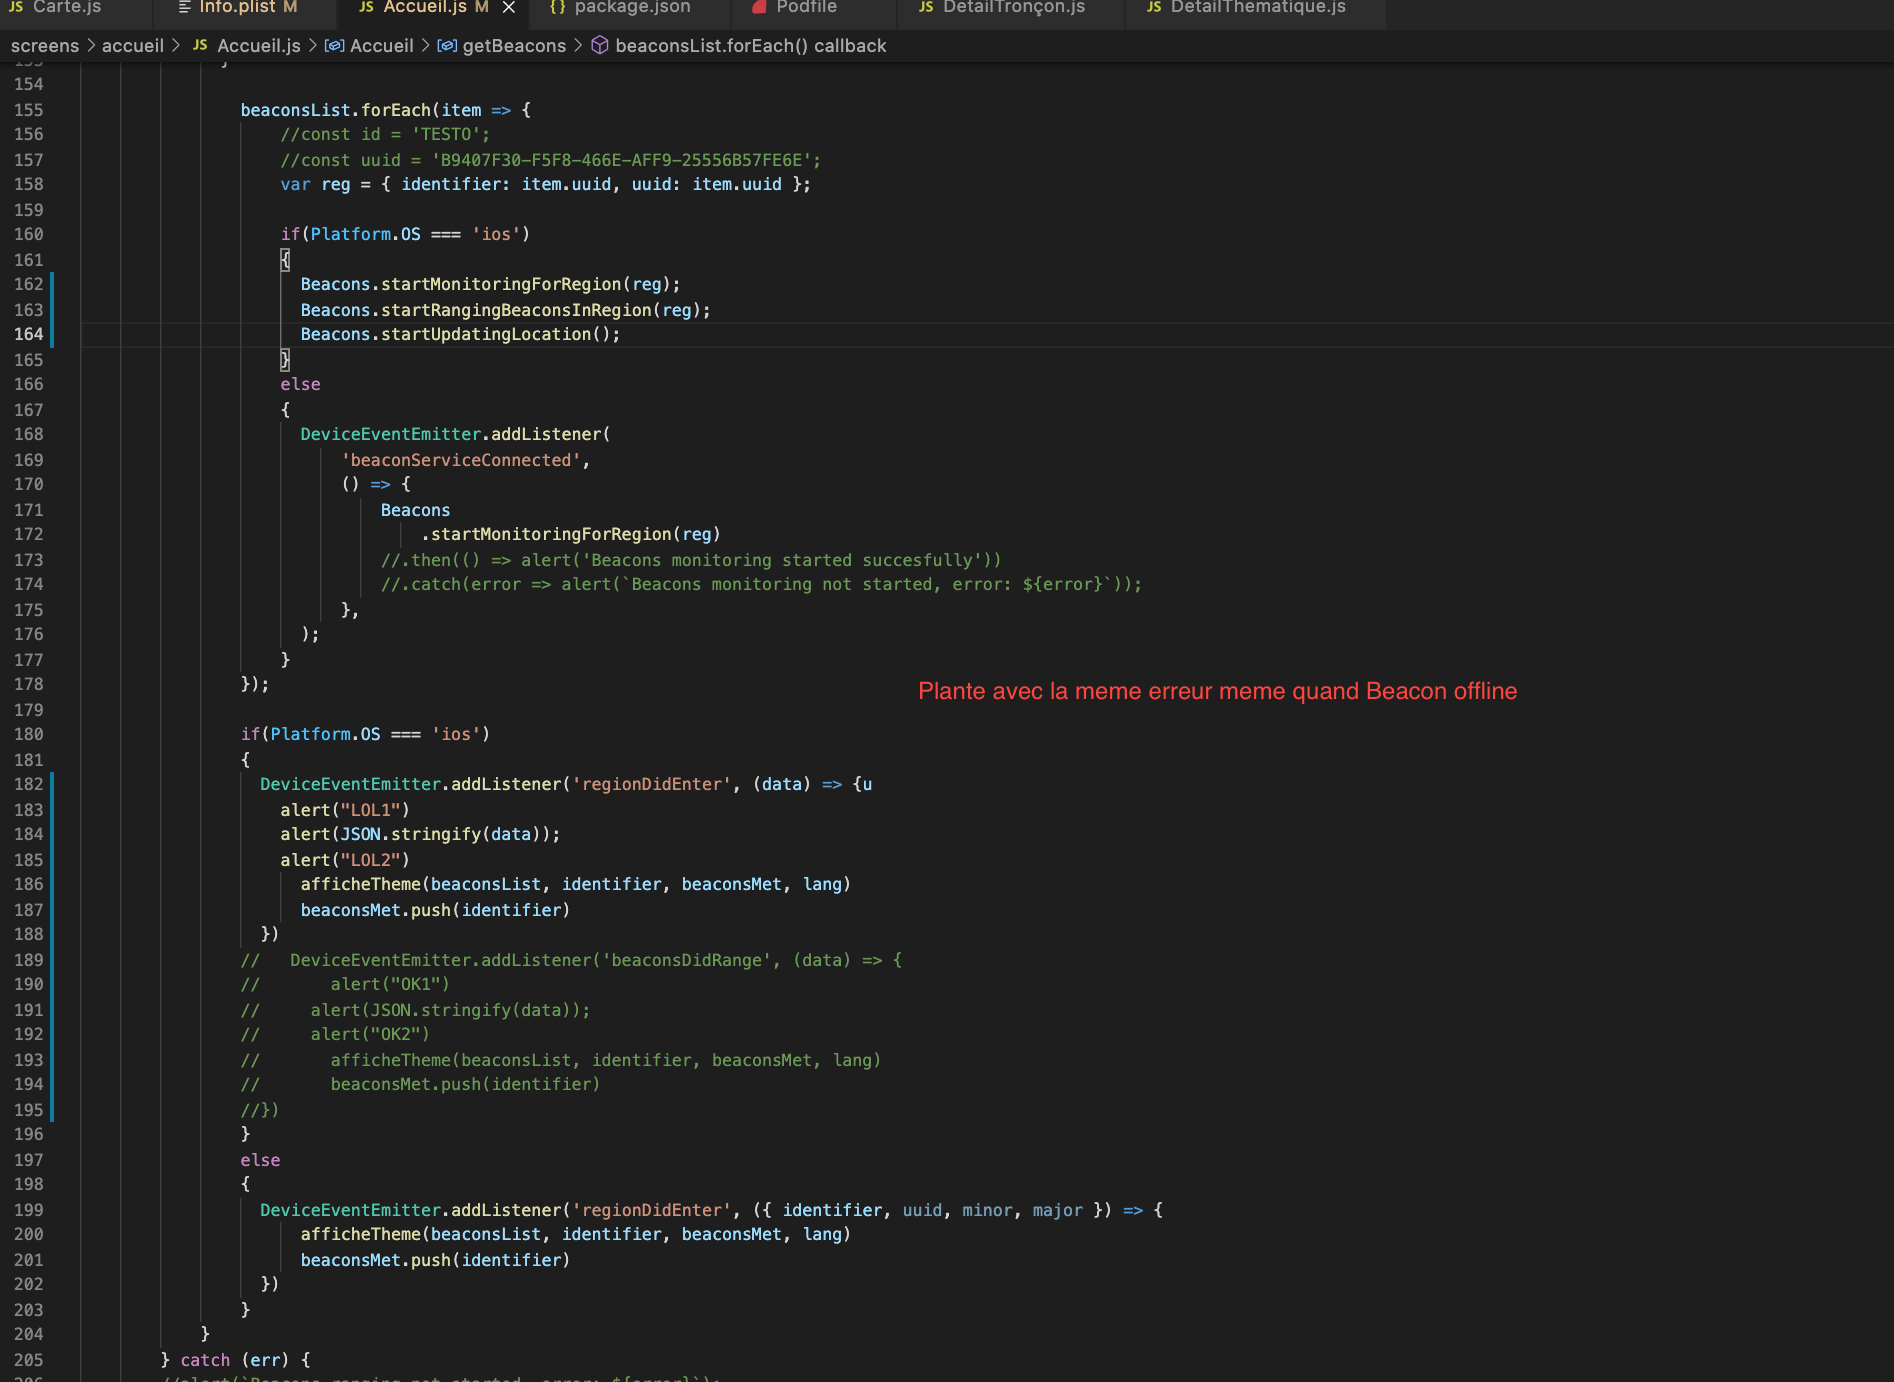 JS Carte.js
Info.plist M
JS Accueil.js M ×
{} package.json
Podfile
JS DetailTronçon.js
JS DetailThematique.js
screens > accueil > JS Accueil.js > Accueil > getBeacons > beaconsList.forEach() callback
153 }
154
155 beaconsList.forEach(item => {
156 //const id = 'TESTO';
157 //const uuid = 'B9407F30-F5F8-466E-AFF9-25556B57FE6E';
158 var reg = { identifier: item.uuid, uuid: item.uuid };
159
160 if(Platform.OS === 'ios')
161 {
162 Beacons.startMonitoringForRegion(reg);
163 Beacons.startRangingBeaconsInRegion(reg);
164 Beacons.startUpdatingLocation();
165 }
166 else
167 {
168 DeviceEventEmitter.addListener(
169 'beaconServiceConnected',
170 () => {
171 Beacons
172 .startMonitoringForRegion(reg)
173 //.then(() => alert('Beacons monitoring started succesfully'))
174 //.catch(error => alert(`Beacons monitoring not started, error: ${error}`));
175 },
176 );
177 }
178 });
Plante avec la meme erreur meme quand Beacon offline
179
180 if(Platform.OS === 'ios')
181 {
182 DeviceEventEmitter.addListener('regionDidEnter', (data) => {u
183 alert("LOL1")
184 alert(JSON.stringify(data));
185 alert("LOL2")
186 afficheTheme(beaconsList, identifier, beaconsMet, lang)
187 beaconsMet.push(identifier)
188 })
189 // DeviceEventEmitter.addListener('beaconsDidRange', (data) => {
190 // alert("OK1")
191 // alert(JSON.stringify(data));
192 // alert("OK2")
193 // afficheTheme(beaconsList, identifier, beaconsMet, lang)
194 // beaconsMet.push(identifier)
195 //})
196 }
197 else
198 {
199 DeviceEventEmitter.addListener('regionDidEnter', ({ identifier, uuid, minor, major }) => {
200 afficheTheme(beaconsList, identifier, beaconsMet, lang)
201 beaconsMet.push(identifier)
202 })
203 }
204 }
205 } catch (err) {
206 //alert(`Beacons ranging not started, error: ${error}`);